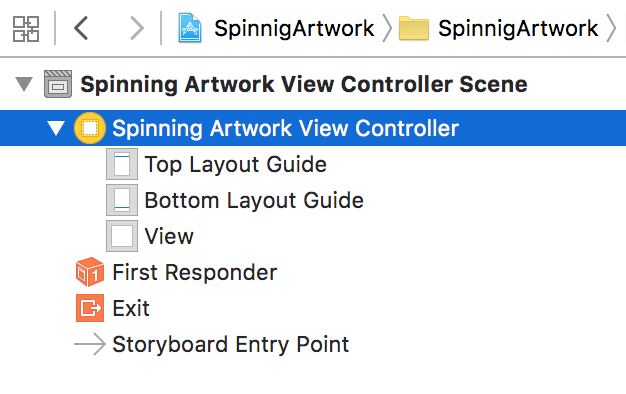 SpinnigArtwork SpinnigArtwork
Spinning Artwork View Controller Scene
Spinning Artwork View Controller
Top Layout Guide
Bottom Layout Guide
View
First Responder
Exit
Storyboard Entry Point